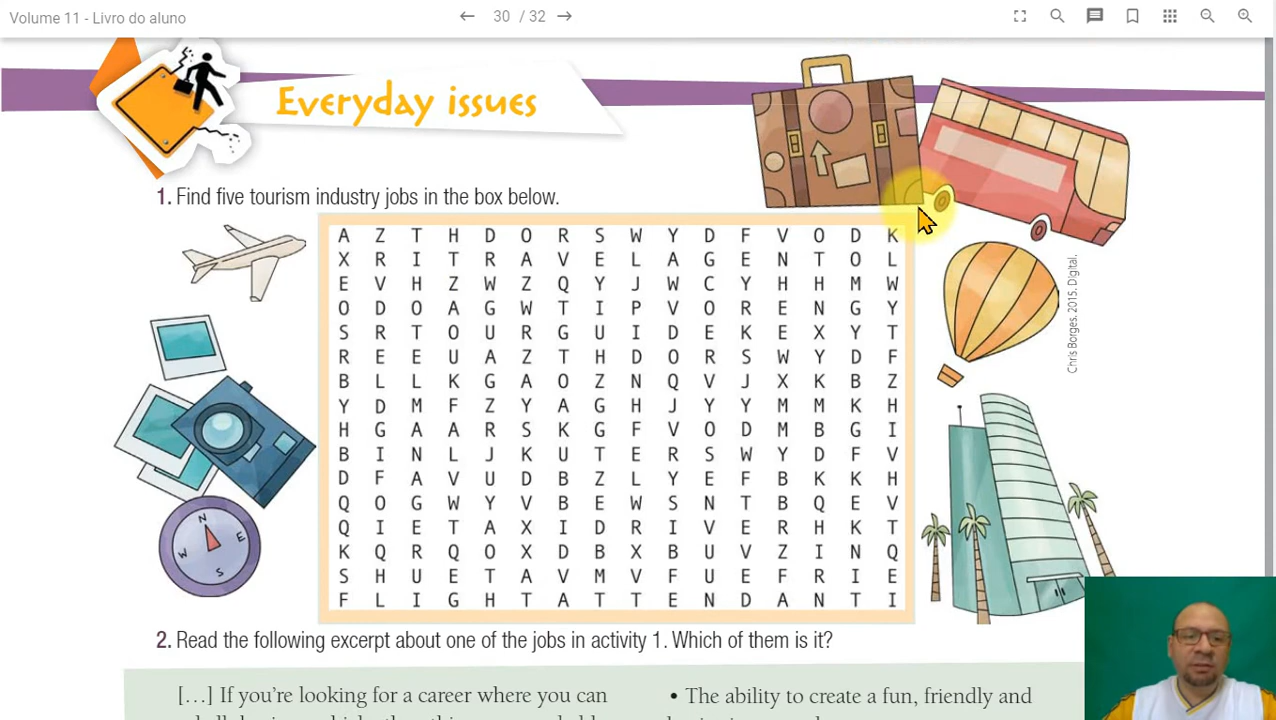 Volume 11 - Livro do aluno
30 / 32
Everyday issues
1. Find five tourism industry jobs in the box below.
A Z T H D O R S W Y D F V O D K
X R I T R A V E L A G E N T O L
E V H Z W Z Q Y J W C Y H H M W
O D O A G W T I P V O R E N G Y
S R T O U R G U I D E K E X Y T
R E E U A Z T H D O R S W Y D F
B L L K G A O Z N Q V J X K B Z
Y D M F Z Y A G H J Y Y M M K H
H G A A R S K G F V O D M B G I
B I N L J K U T E R S W Y D F V
D F A V U D B Z L Y E F B K K H
Q O G W Y V B E W S N T B Q E V
Q I E T A X I D R I V E R H K T
K Q R Q O X D B X B U V Z I N Q
S H U E T A V M V F U E F R I E
F L I G H T A T T E N D A N T I
Chris Borges. 2015. Digital.
N
E
S
W
2. Read the following excerpt about one of the jobs in activity 1. Which of them is it?
[…] If you're looking for a career where you can
• The ability to create a fun, friendly and